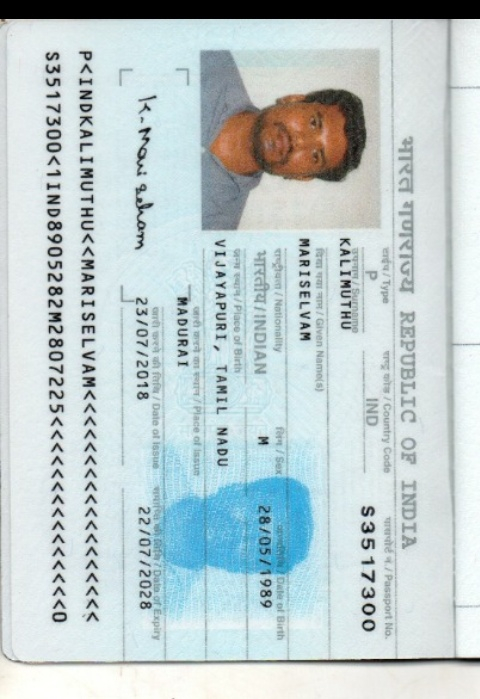 भारत गणराज्य REPUBLIC OF INDIA
टाईप / Type
राष्ट्र कोड / Country Code
पासपोर्ट नं. / Passport No.
P
IND
S3517300
उपनाम / Surname
KALIMUTHU
दिया गया नाम / Given Name(s)
MARISELVAM
राष्ट्रीयता / Nationality
लिंग / Sex
जन्मतिथि / Date of Birth
भारतीय / INDIAN
M
28/05/1989
जन्म स्थान / Place of Birth
VIJAYAPURI, TAMIL NADU
जारी करने का स्थान / Place of Issue
MADURAI
जारी करने की तिथि / Date of Issue
समाप्ति की तिथि / Date of Expiry
23/07/2018
22/07/2028
K. Mariselvam
P<INDKALIMUTHU<<MARISELVAM<<<<<<<<<<<<<<<<<<
S3517300<1IND8905282M2807225<<<<<<<<<<<<<<<0